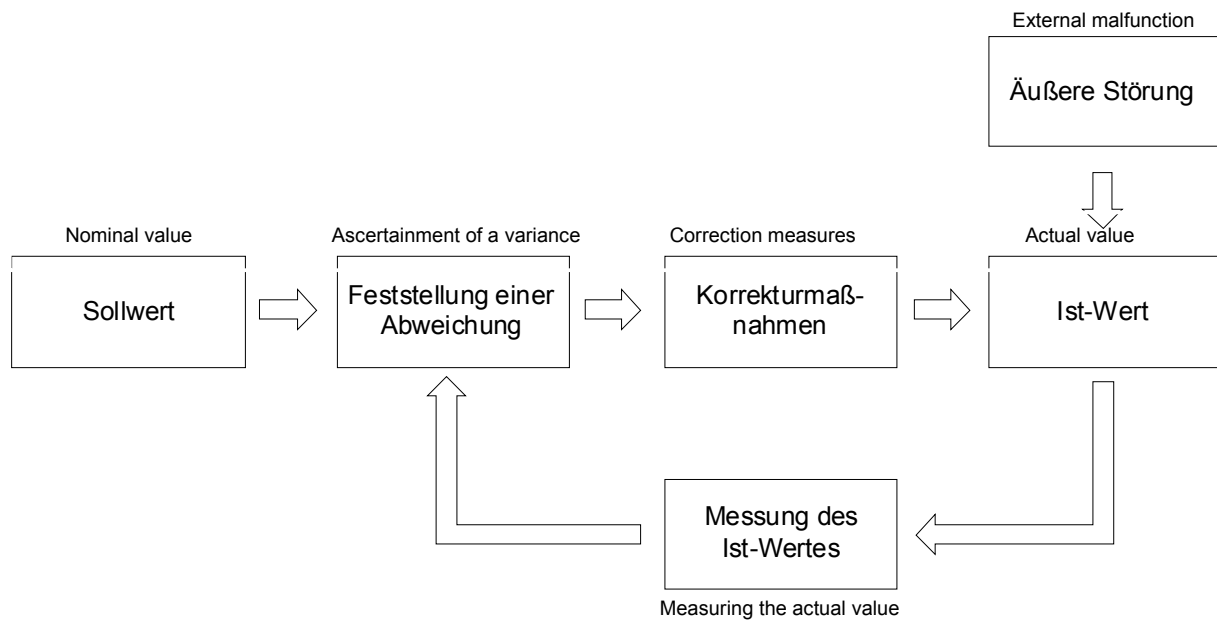 External malfunction
Äußere Störung
Nominal value
Ascertainment of a variance
Correction measures
Actual value
Sollwert
Feststellung einer
Abweichung
Korrekturmaß-
nahmen
Ist-Wert
Messung des
Ist-Wertes
Measuring the actual value